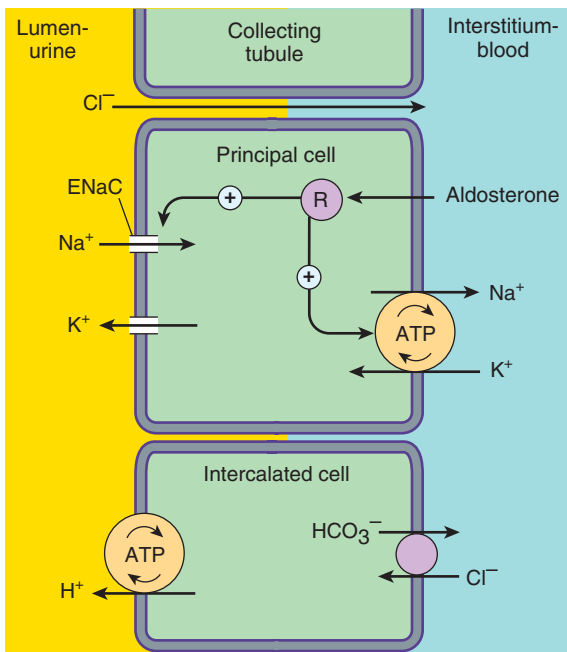 Lumen-
urine
Collecting
tubule
Interstitium-
blood
Cl⁻
Principal cell
ENaC
+
R
Aldosterone
Na⁺
+
Na⁺
K⁺
ATP
K⁺
Intercalated cell
HCO₃⁻
ATP
H⁺
Cl⁻